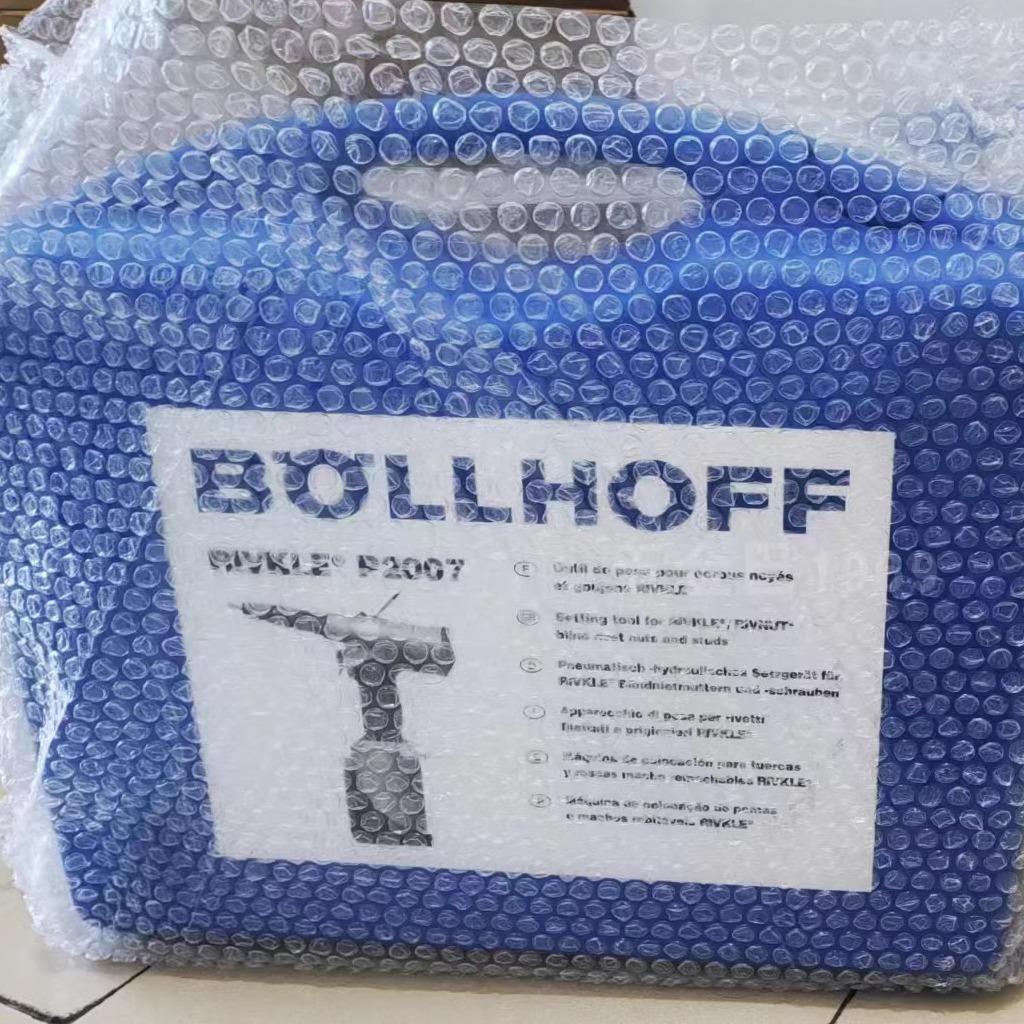 BÖLLHOFF
RIVKLE® P2007
F Outil de pose pour écrous noyés
et goujons RIVKLE®
GB Setting tool for RIVKLE®/RIVNUT®
blind rivet nuts and studs
D Pneumatisch-hydraulisches Setzgerät für
RIVKLE® Blindnietmuttern und -schrauben
I Apparecchio di posa per rivetti
filettati e prigionieri RIVKLE®
E Máquina de colocación para tuercas
y roscas macho remachables RIVKLE®
P Máquina de colocação de porcas
e machos rebitáveis RIVKLE®